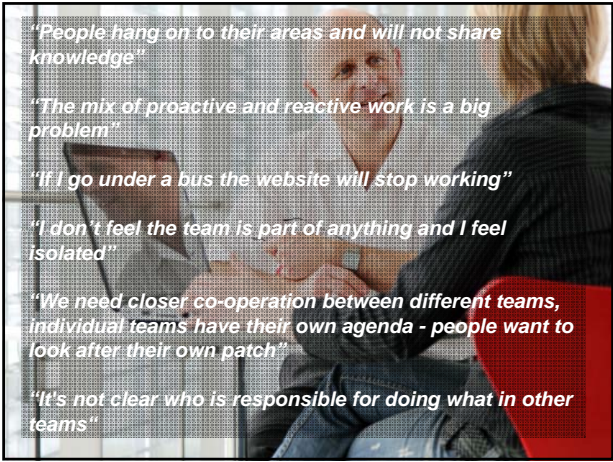 “People hang on to their areas and will not share
knowledge”
“The mix of proactive and reactive work is a big
problem”
“If I go under a bus the website will stop working”
“I don’t feel the team is part of anything and I feel
isolated”
“We need closer co-operation between different teams,
individual teams have their own agenda - people want to
look after their own patch”
“It's not clear who is responsible for doing what in other
teams“